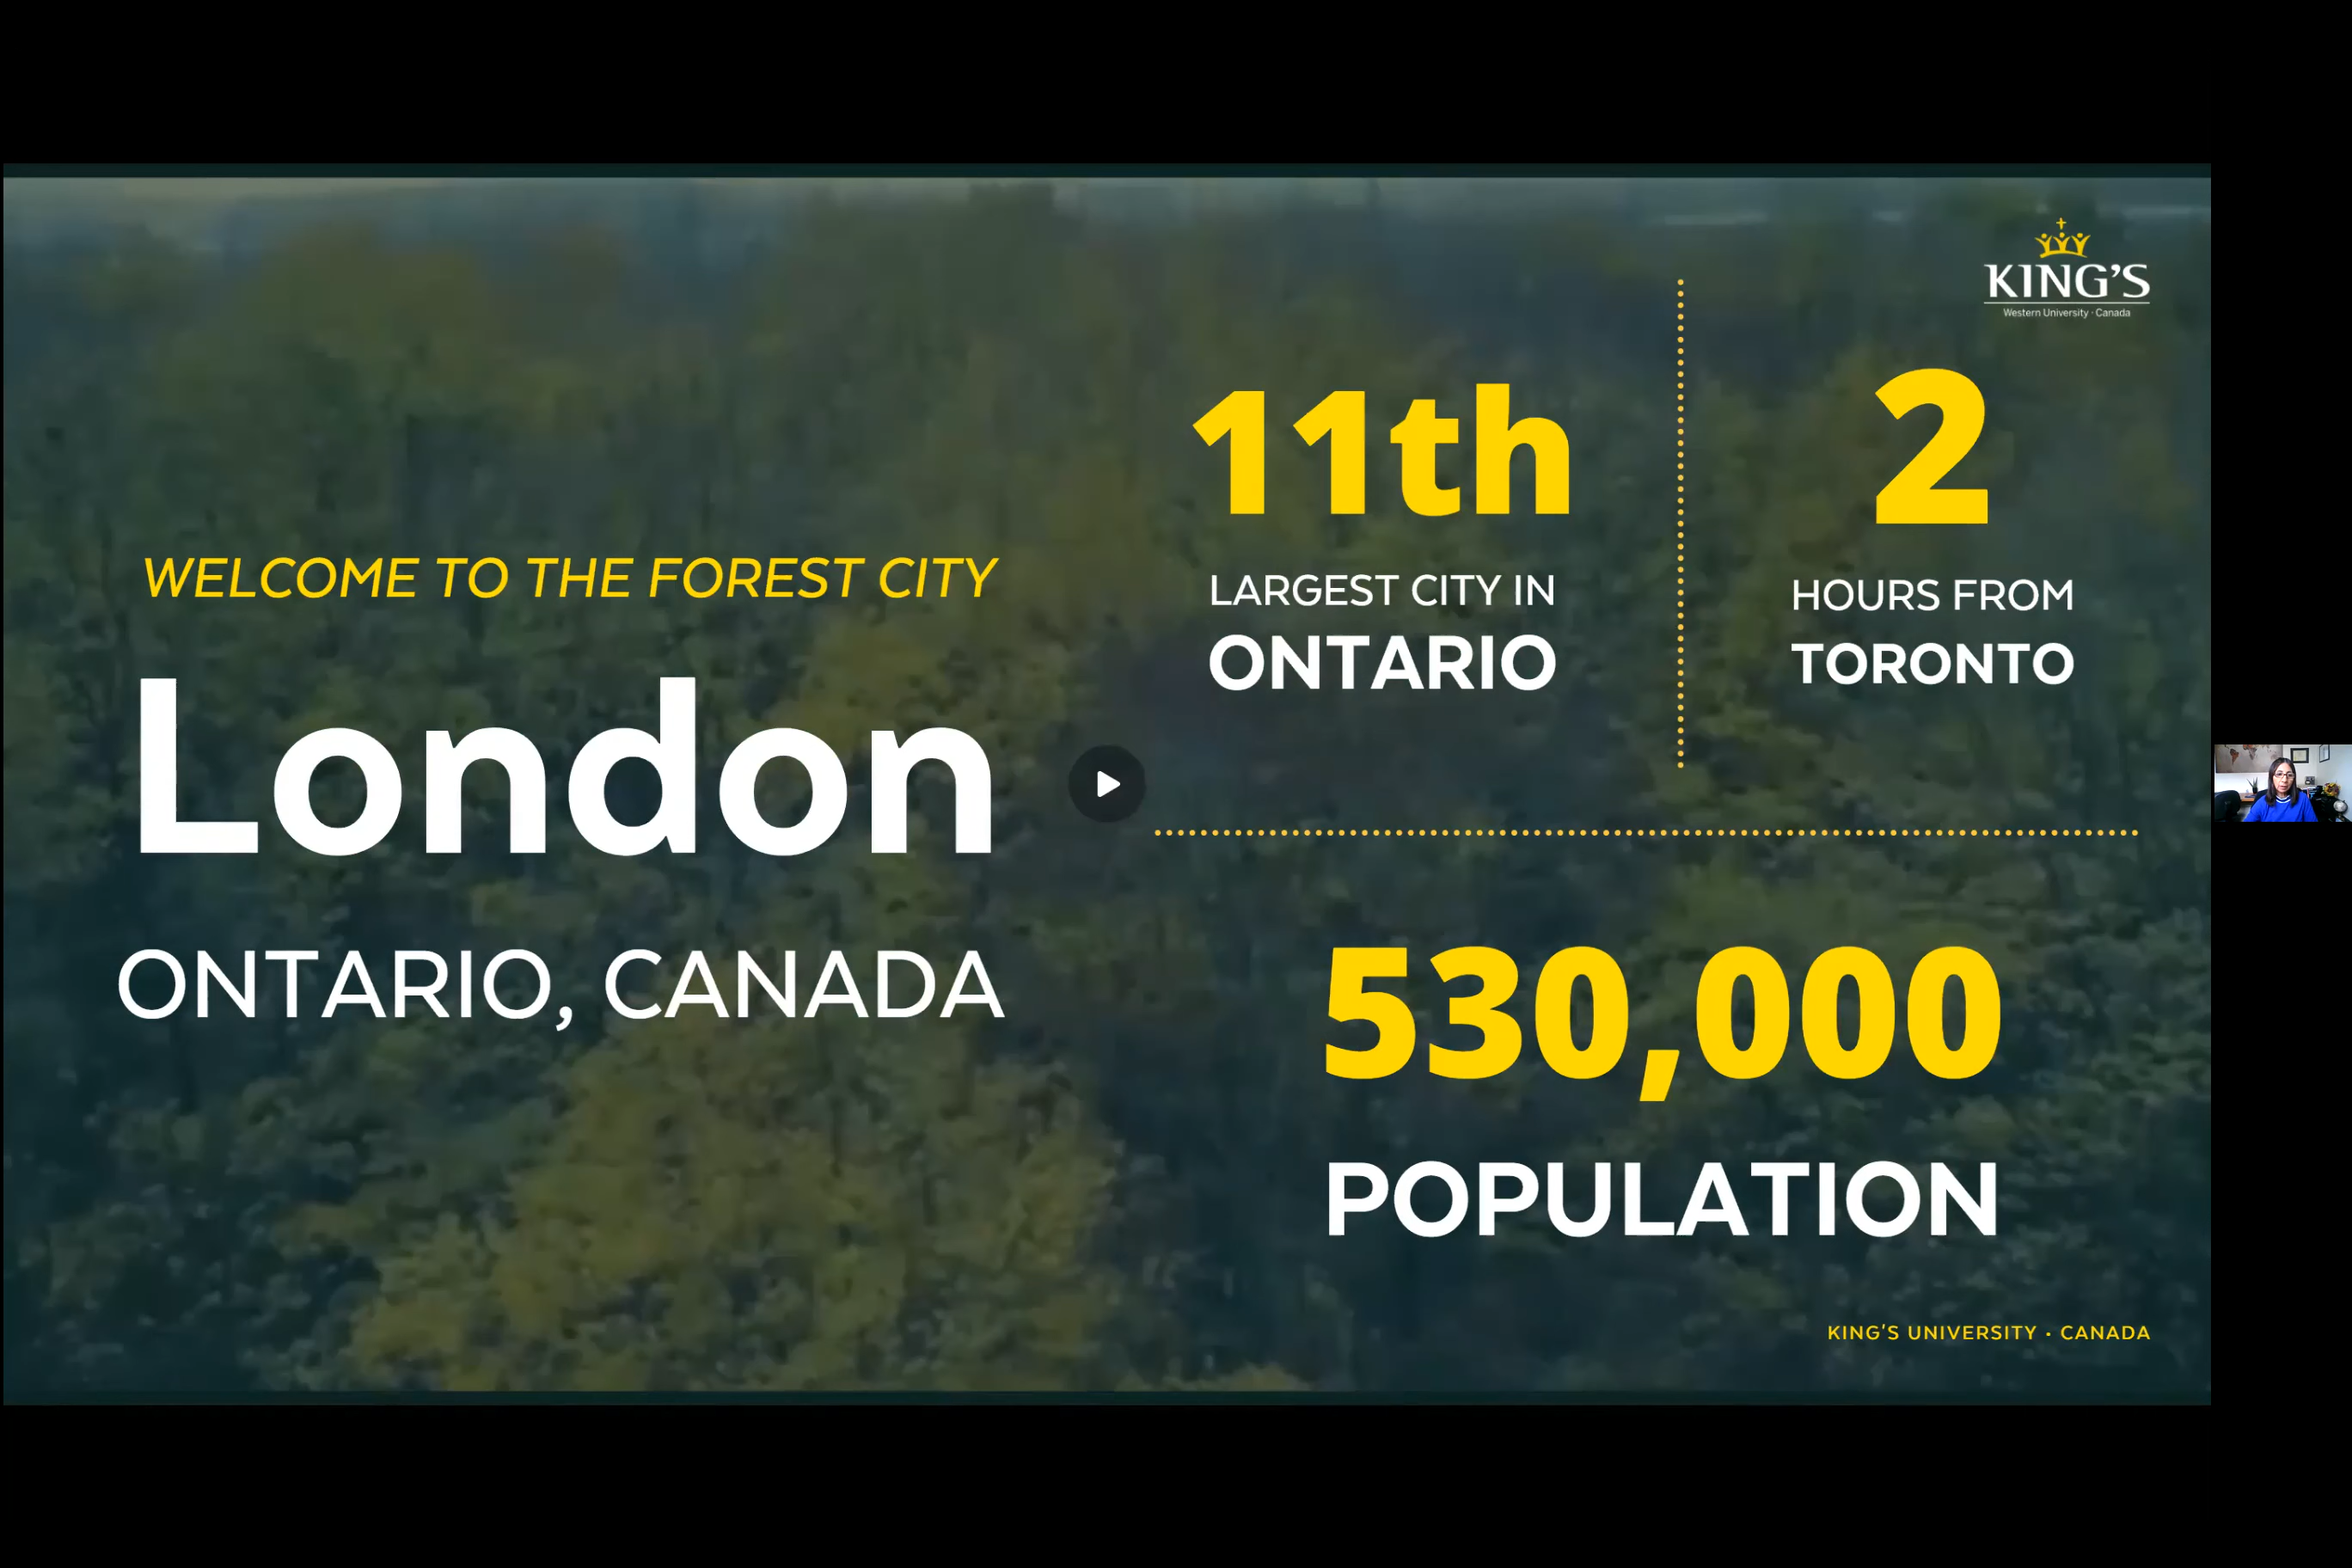 WELCOME TO THE FOREST CITY
London
ONTARIO, CANADA
11th
LARGEST CITY IN
ONTARIO
2
HOURS FROM
TORONTO
530,000
POPULATION
KING'S
Western University · Canada
KING'S UNIVERSITY · CANADA